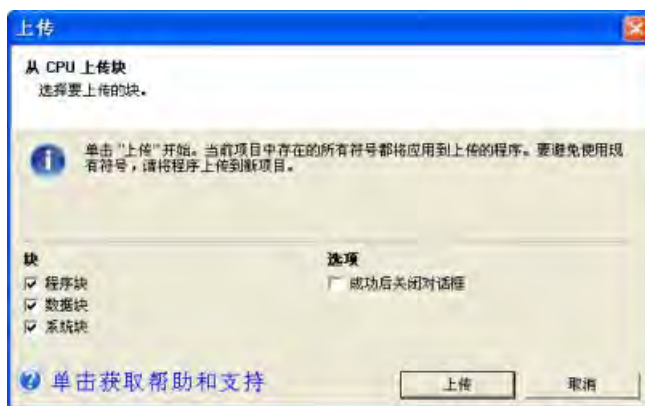 上传
从 CPU 上传块
选择要上传的块。
单击 "上传"开始。当前项目中存在的所有符号都将应用到上传的程序。要避免使用现
有符号，请将程序上传到新项目。
块
选项
程序块
成功后关闭对话框
数据块
系统块
单击获取帮助和支持
上传
取消